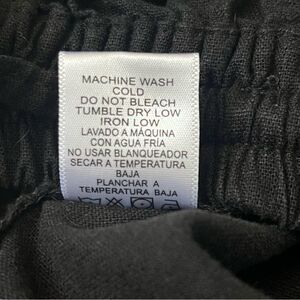 MACHINE WASH
COLD
DO NOT BLEACH
TUMBLE DRY LOW
IRON LOW
LAVADO A MÁQUINA
CON AGUA FRÍA
NO USAR BLANQUEADOR
SECAR A TEMPERATURA
BAJA
PLANCHAR A
TEMPERATURA BAJA